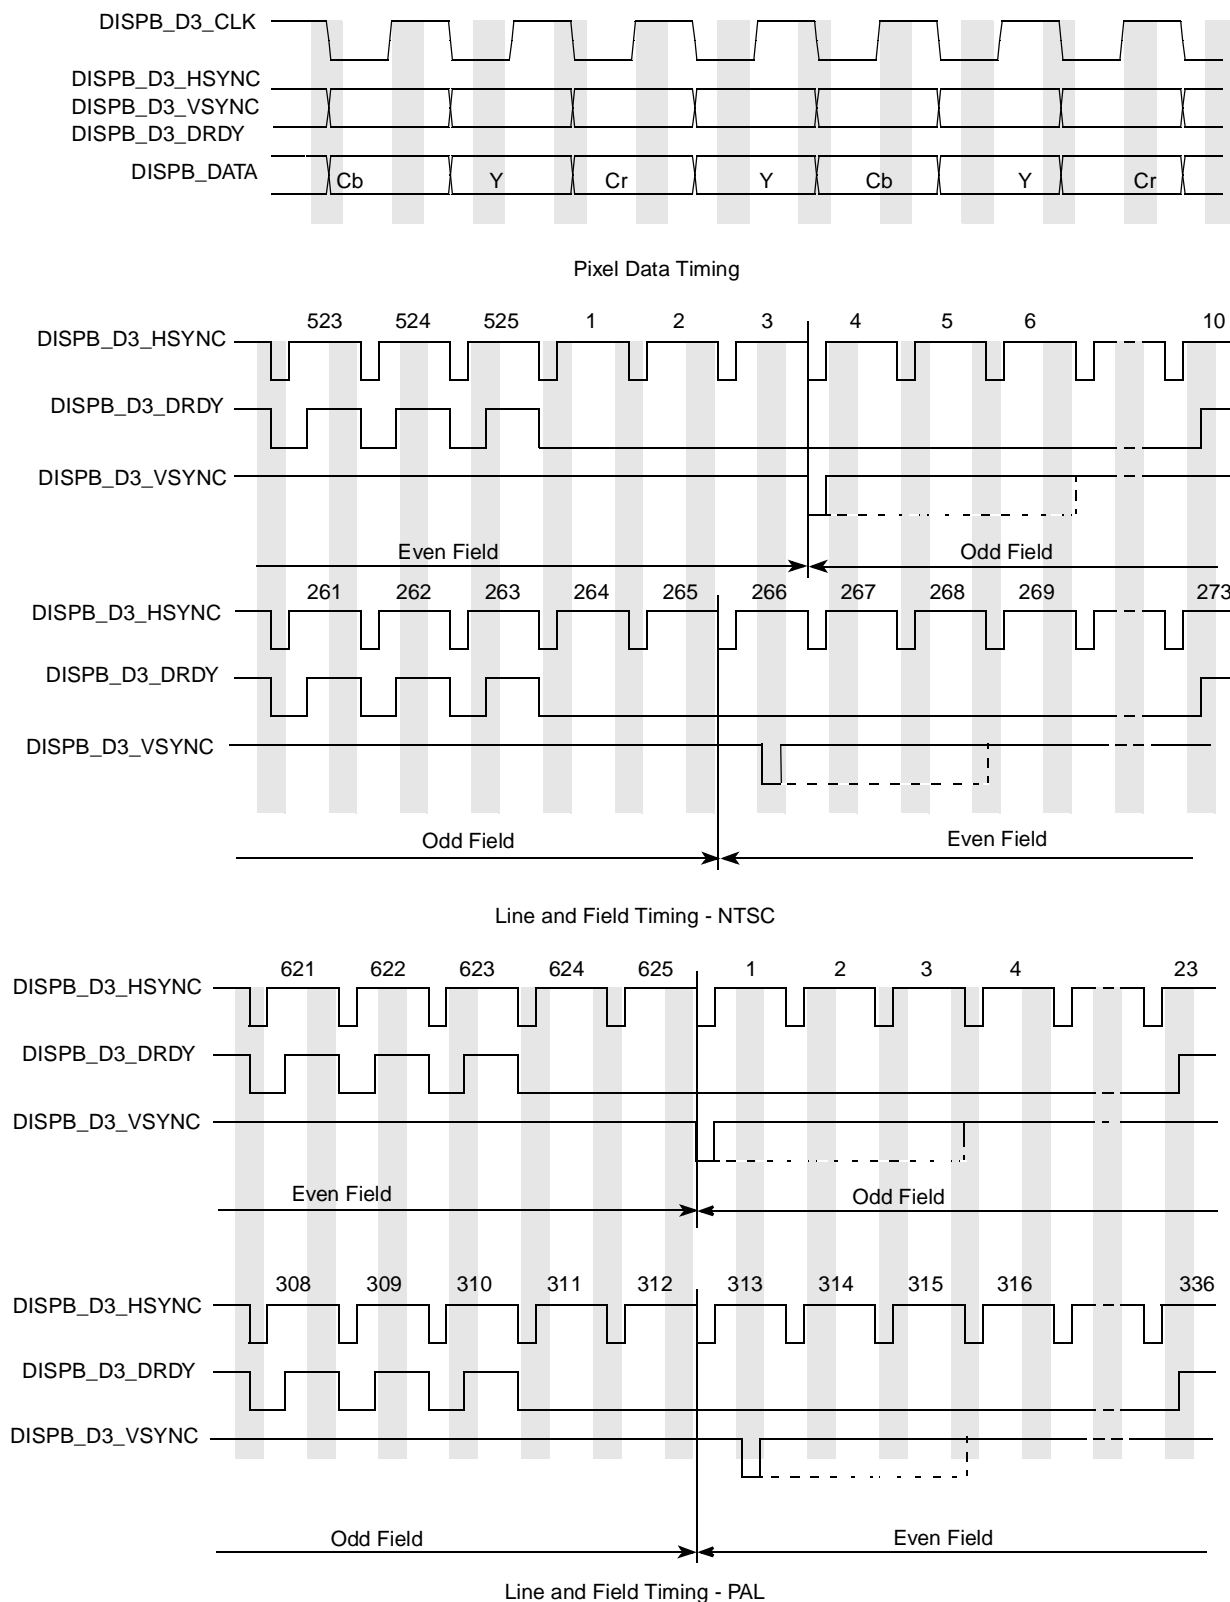 DISPB_D3_CLK
DISPB_D3_HSYNC
DISPB_D3_VSYNC
DISPB_D3_DRDY
DISPB_DATA
Cb Y Cr Y Cb Y Cr
Pixel Data Timing
523 524 525 1 2 3 4 5 6 10
DISPB_D3_HSYNC
DISPB_D3_DRDY
DISPB_D3_VSYNC
Even Field Odd Field
261 262 263 264 265 266 267 268 269 273
DISPB_D3_HSYNC
DISPB_D3_DRDY
DISPB_D3_VSYNC
Odd Field Even Field
Line and Field Timing - NTSC
621 622 623 624 625 1 2 3 4 23
DISPB_D3_HSYNC
DISPB_D3_DRDY
DISPB_D3_VSYNC
Even Field Odd Field
308 309 310 311 312 313 314 315 316 336
DISPB_D3_HSYNC
DISPB_D3_DRDY
DISPB_D3_VSYNC
Odd Field Even Field
Line and Field Timing - PAL